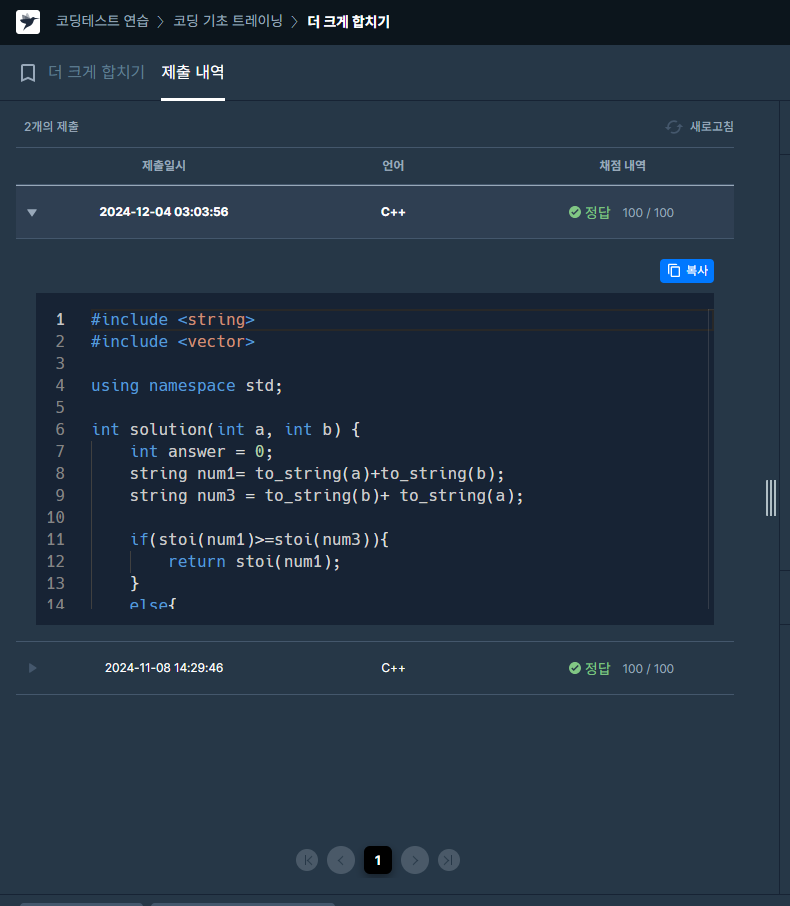 코딩테스트 연습 > 코딩 기초 트레이닝 > 더 크게 합치기
더 크게 합치기 제출 내역
2개의 제출 새로고침
제출일시 언어 채점 내역
2024-12-04 03:03:56 C++ 정답 100 / 100
복사
1 #include <string>
2 #include <vector>
3
4 using namespace std;
5
6 int solution(int a, int b) {
7     int answer = 0;
8     string num1= to_string(a)+to_string(b);
9     string num3 = to_string(b)+ to_string(a);
10
11     if(stoi(num1)>=stoi(num3)){
12         return stoi(num1);
13     }
14     else{
2024-11-08 14:29:46 C++ 정답 100 / 100
1